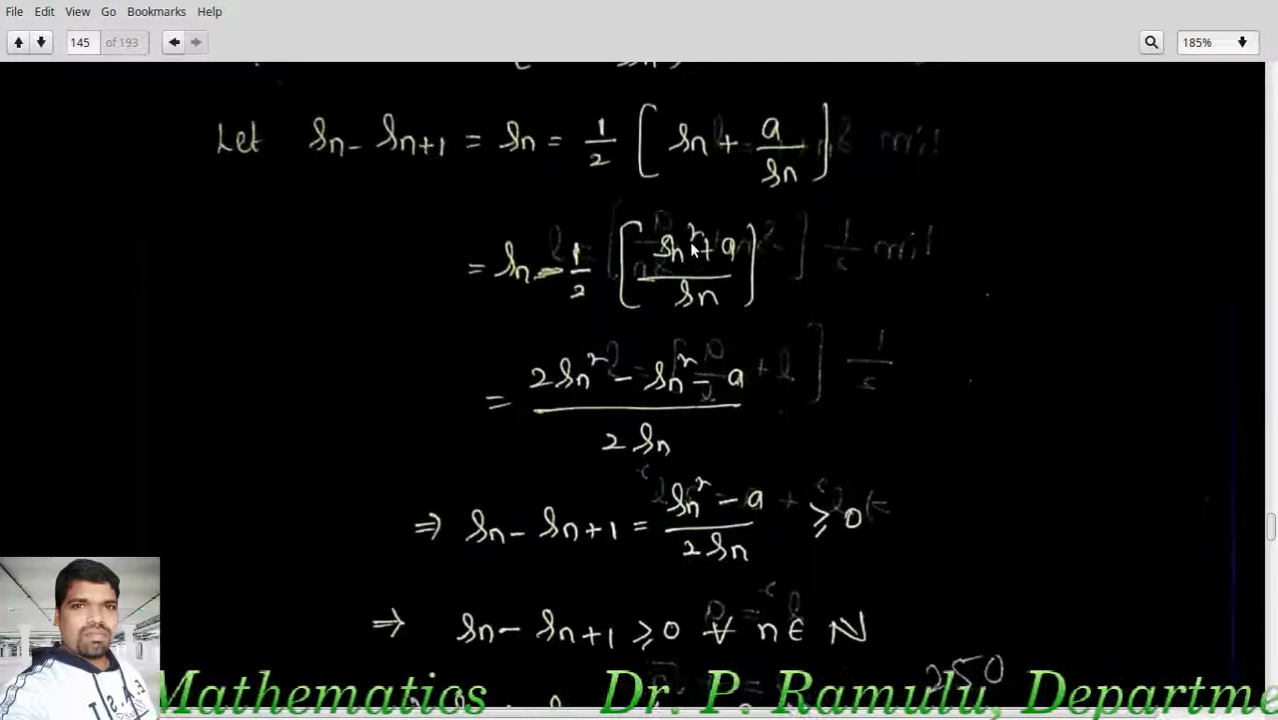 File Edit View Go Bookmarks Help
145 of 193 185%
Let Sn - Sn+1 = Sn = 1/2 [ Sn + a/Sn ]
= Sn - 1/2 [ (Sn² + a)/Sn ]
= (2Sn² - Sn² - a)/(2Sn)
⇒ Sn - Sn+1 = (Sn² - a)/(2Sn) ≥ 0
⇒ Sn - Sn+1 ≥ 0 ∀ n ∈ N
250
Mathematics Dr. P. Ramulu, Departme